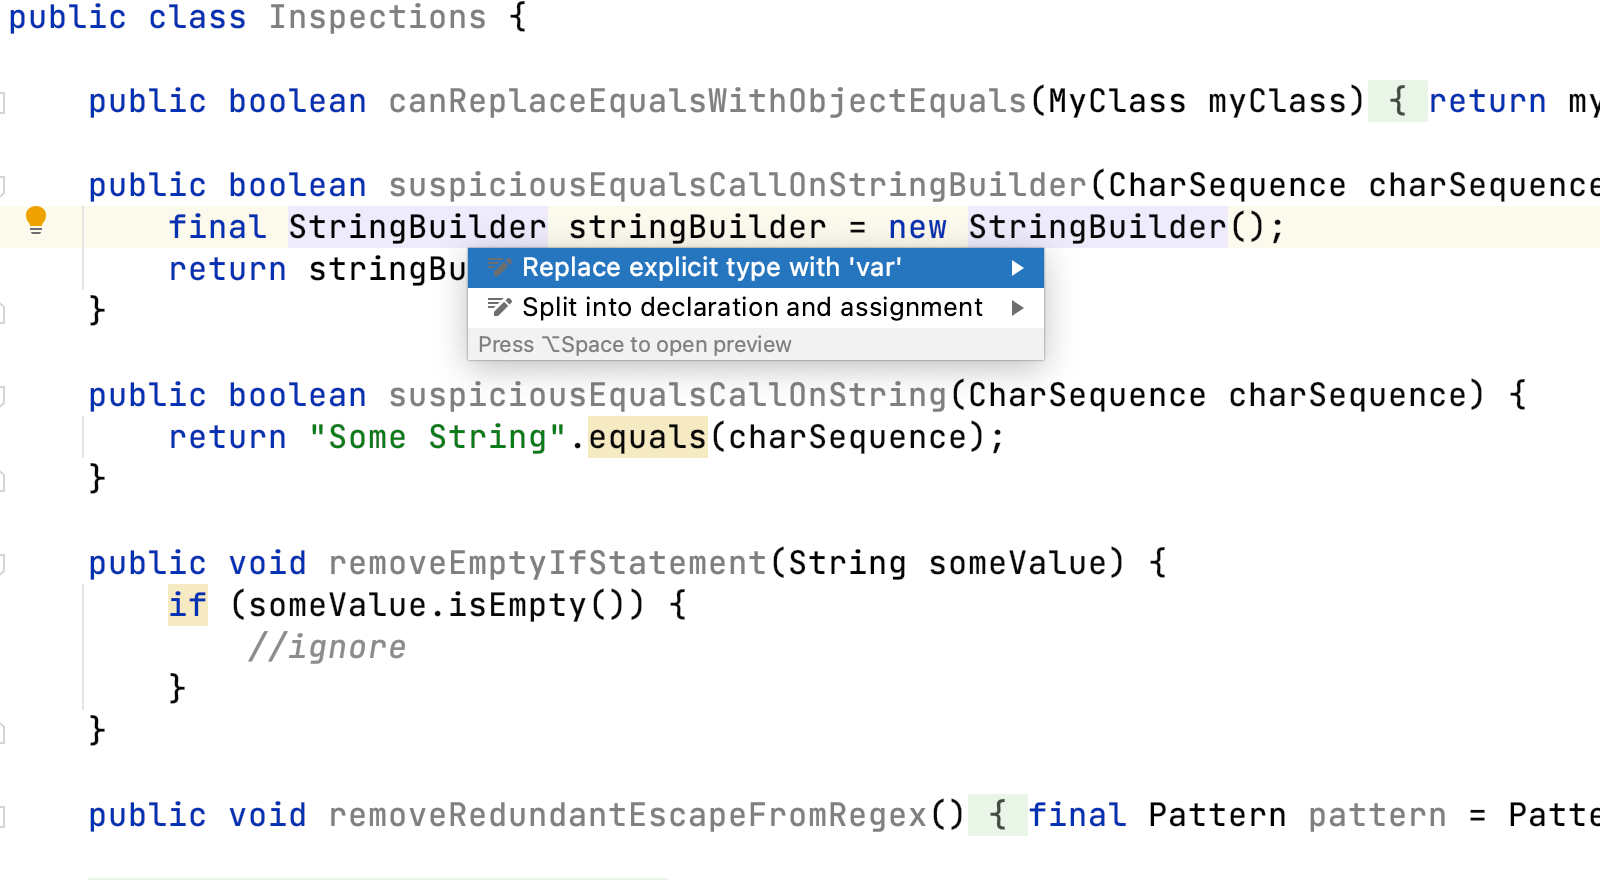 public class Inspections {
public boolean canReplaceEqualsWithObjectEquals(MyClass myClass) { return my
public boolean suspiciousEqualsCallOnStringBuilder(CharSequence charSequence
final StringBuilder stringBuilder = new StringBuilder();
return stringBu
Replace explicit type with 'var'
Split into declaration and assignment
Press ⌥Space to open preview
}
public boolean suspiciousEqualsCallOnString(CharSequence charSequence) {
return "Some String".equals(charSequence);
}
public void removeEmptyIfStatement(String someValue) {
if (someValue.isEmpty()) {
//ignore
}
}
public void removeRedundantEscapeFromRegex() { final Pattern pattern = Patte